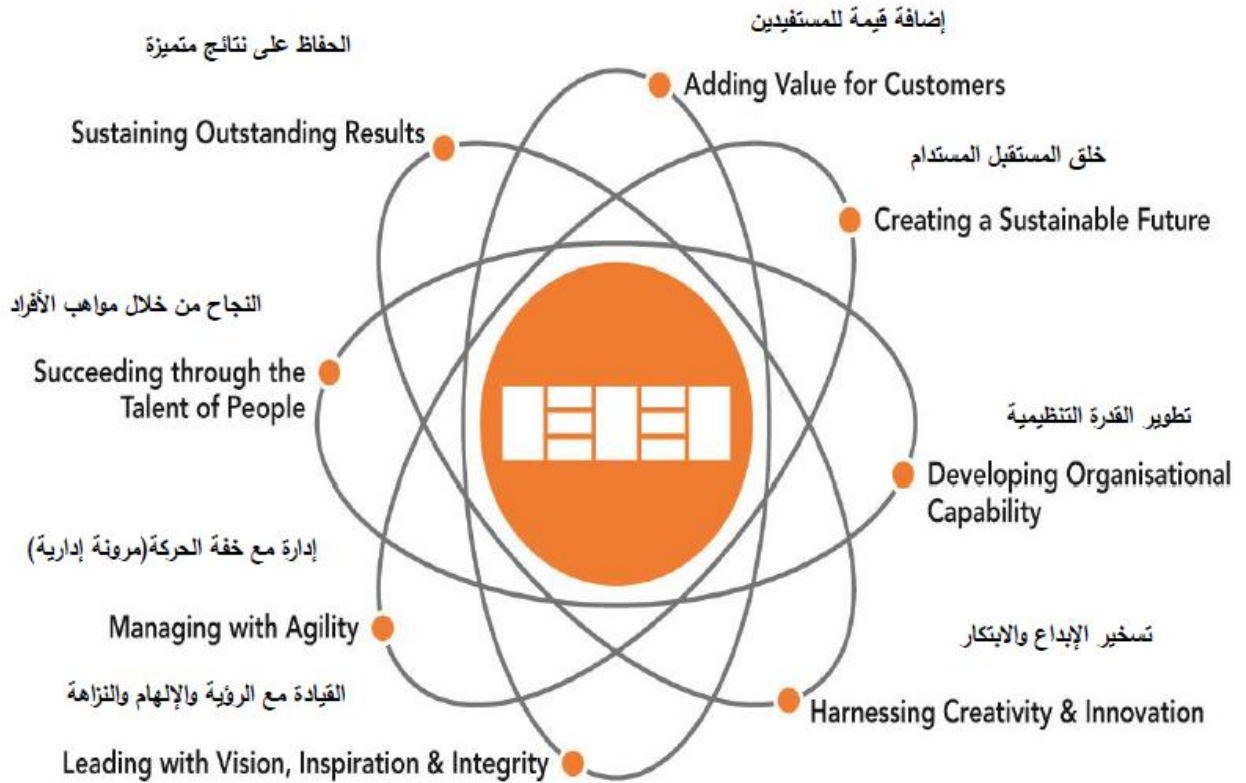 إضافة قيمة للمستفيدين
Adding Value for Customers
خلق المستقبل المستدام
Creating a Sustainable Future
تطوير القدرة التنظيمية
Developing Organisational
Capability
تسخير الإبداع والابتكار
Harnessing Creativity & Innovation
القيادة مع الرؤية والإلهام والنزاهة
Leading with Vision, Inspiration & Integrity
إدارة مع خفة الحركة(مرونة إدارية)
Managing with Agility
النجاح من خلال مواهب الأفراد
Succeeding through the
Talent of People
الحفاظ على نتائج متميزة
Sustaining Outstanding Results